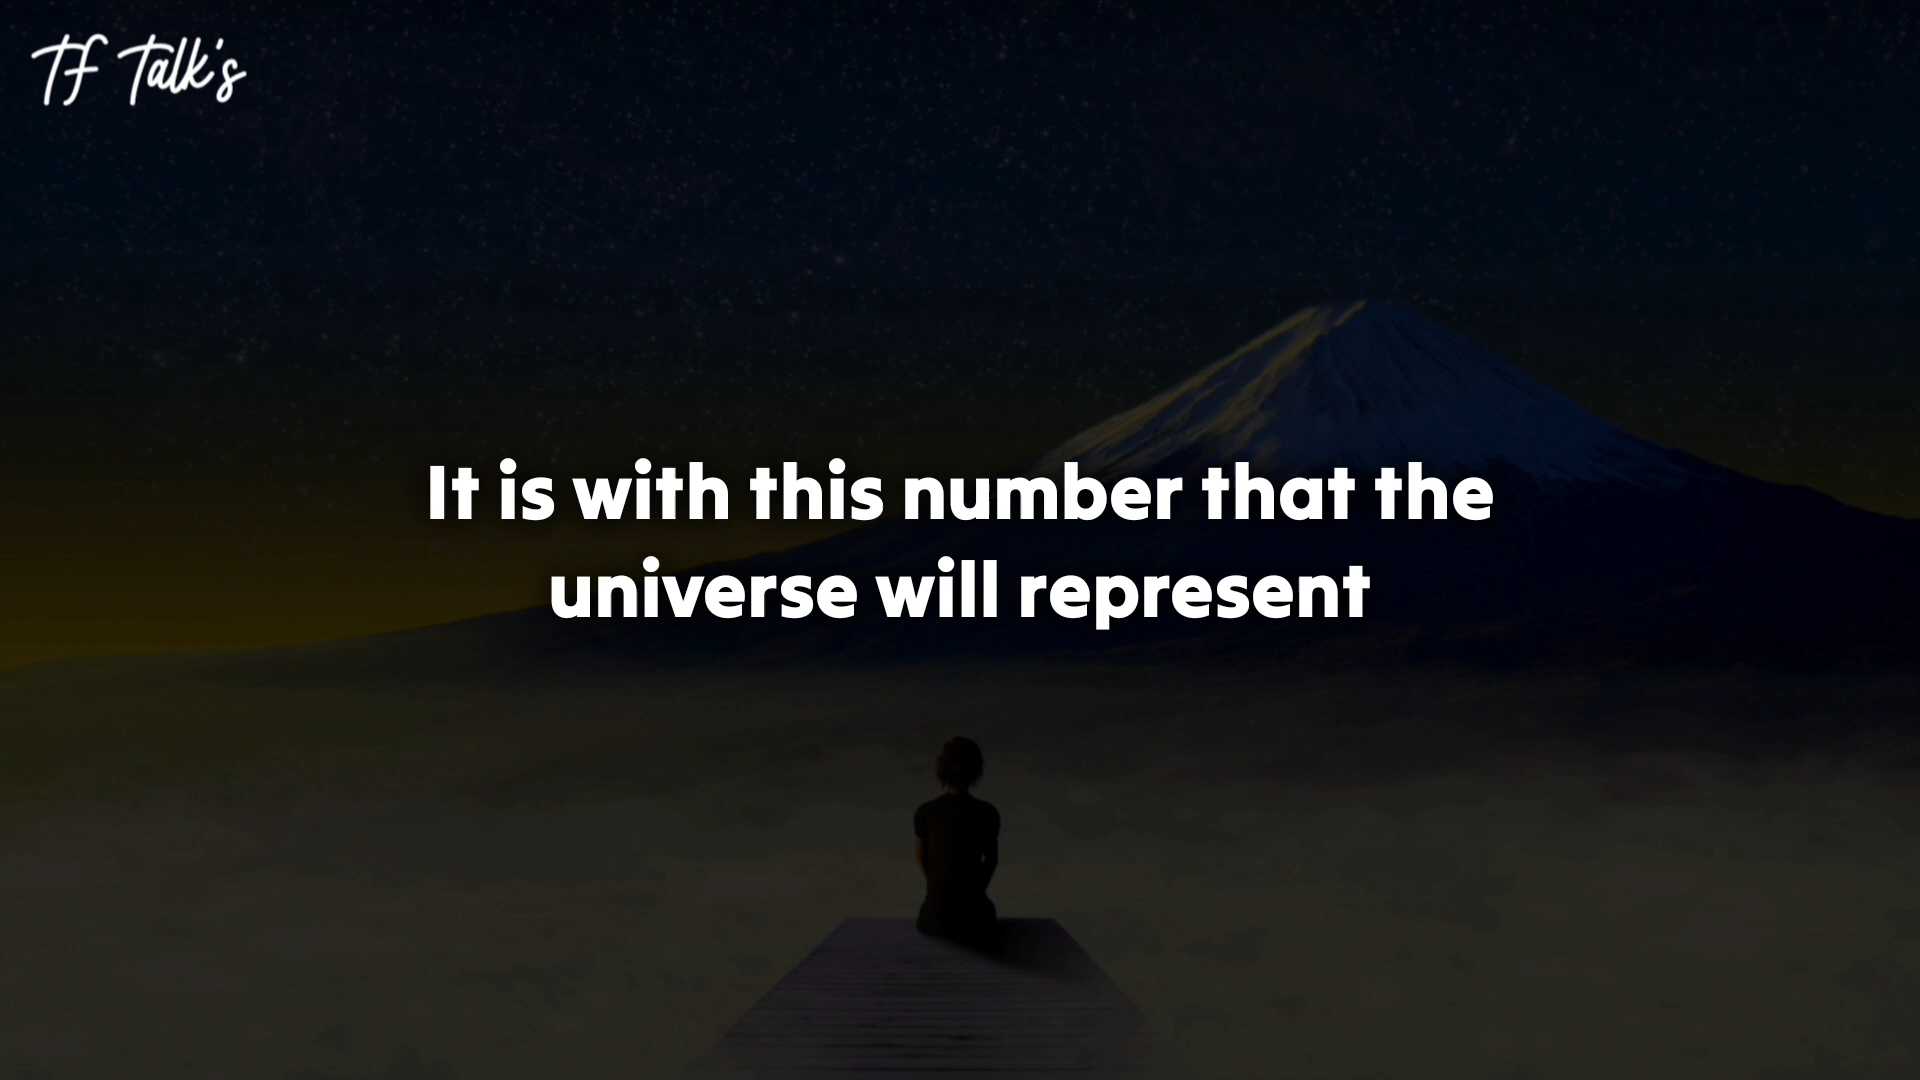 TF Talk's
It is with this number that the
universe will represent